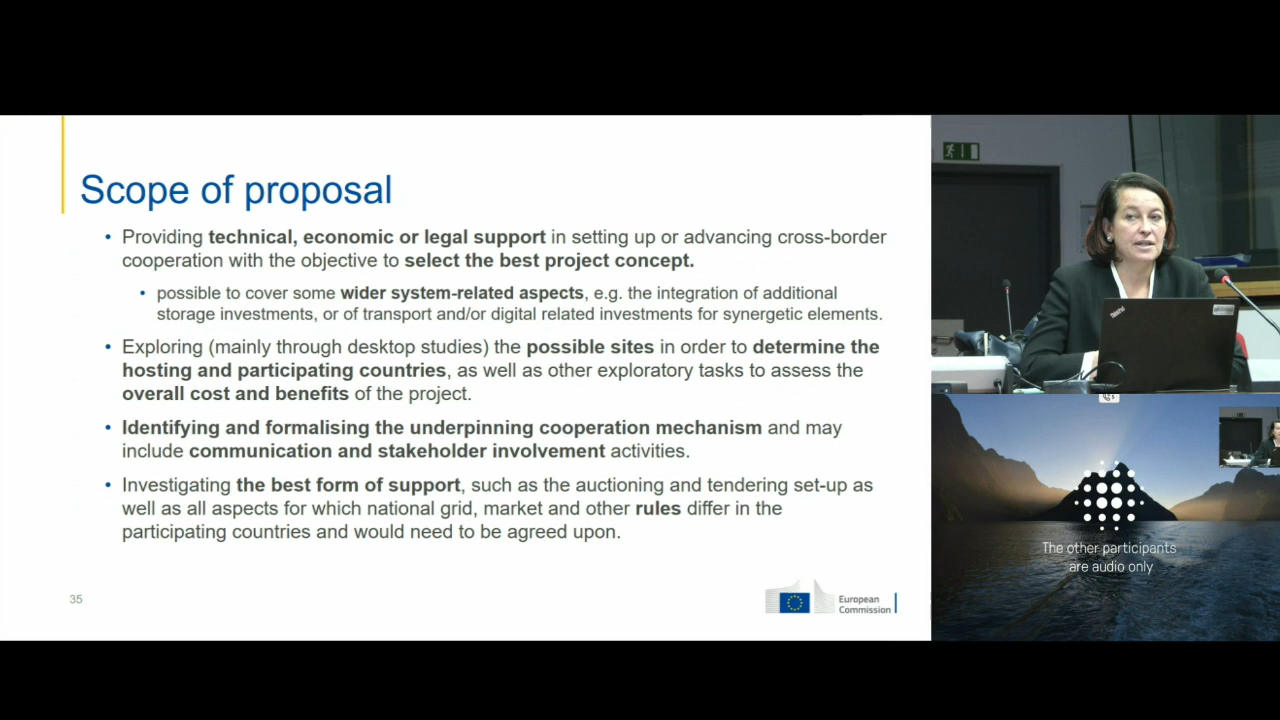 Scope of proposal
• Providing technical, economic or legal support in setting up or advancing cross-border
cooperation with the objective to select the best project concept.
• possible to cover some wider system-related aspects, e.g. the integration of additional
storage investments, or of transport and/or digital related investments for synergetic elements.
• Exploring (mainly through desktop studies) the possible sites in order to determine the
hosting and participating countries, as well as other exploratory tasks to assess the
overall cost and benefits of the project.
• Identifying and formalising the underpinning cooperation mechanism and may
include communication and stakeholder involvement activities.
• Investigating the best form of support, such as the auctioning and tendering set-up as
well as all aspects for which national grid, market and other rules differ in the
participating countries and would need to be agreed upon.
35
European
Commission
ThinkPad
The other participants
are audio only